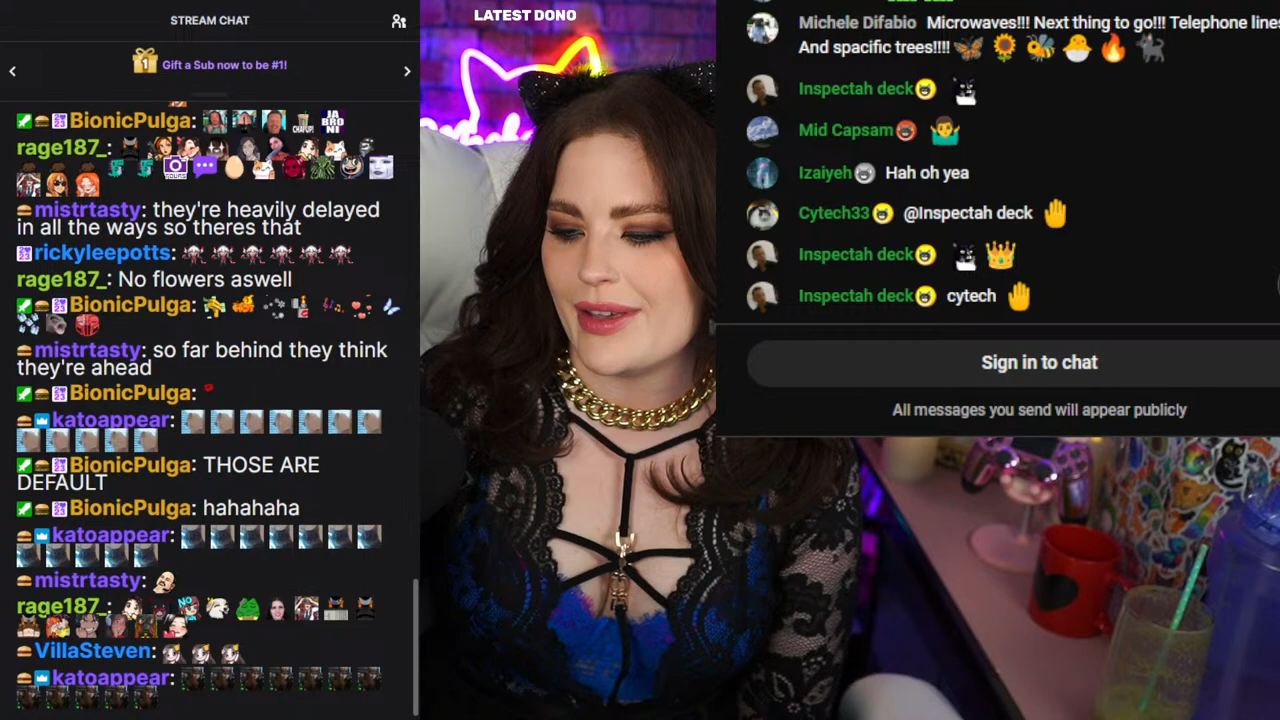 STREAM CHAT
1 Gift a Sub now to be #1!
BionicPulga:
rage187_:
mistrtasty: they're heavily delayed
in all the ways so theres that
rickyleepotts:
rage187_: No flowers aswell
BionicPulga:
mistrtasty: so far behind they think
they're ahead
BionicPulga:
katoappear:
BionicPulga: THOSE ARE
DEFAULT
BionicPulga: hahahaha
katoappear:
mistrtasty:
rage187_:
VillaSteven:
katoappear:
LATEST DONO
Michele Difabio Microwaves!!! Next thing to go!!! Telephone lines
And spacific trees!!!!
Inspectah deck
Mid Capsam
Izaiyeh Hah oh yea
Cytech33 @Inspectah deck
Inspectah deck
Inspectah deck cytech
Sign in to chat
All messages you send will appear publicly